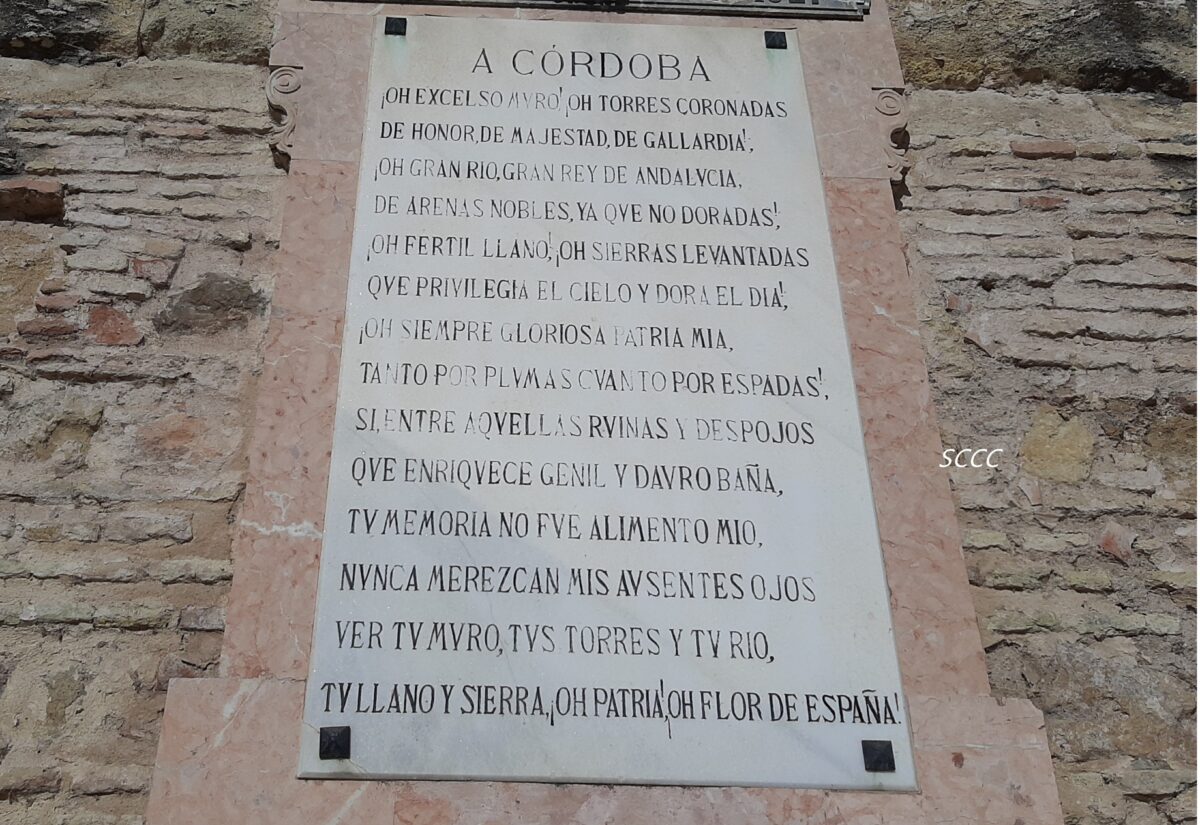 A CÓRDOBA
¡OH EXCELSO MVRO! ¡OH TORRES CORONADAS
DE HONOR, DE MAJESTAD, DE GALLARDIA!;
¡OH GRAN RIO, GRAN REY DE ANDALVCIA,
DE ARENAS NOBLES, YA QVE NO DORADAS!,
¡OH FERTIL LLANO!, ¡OH SIERRAS LEVANTADAS
QVE PRIVILEGIA EL CIELO Y DORA EL DIA!;
¡OH SIEMPRE GLORIOSA PATRIA MIA,
TANTO POR PLVMAS CVANTO POR ESPADAS!,
SI, ENTRE AQVELLAS RVINAS Y DESPOJOS
QVE ENRIQVECE GENIL Y DAVRO BAÑA,
TV MEMORIA NO FVE ALIMENTO MIO,
NVNCA MEREZCAN MIS AVSENTES OJOS
VER TV MVRO, TVS TORRES Y TV RIO,
TV LLANO Y SIERRA, ¡OH PATRIA!, ¡OH FLOR DE ESPAÑA!
SCCC